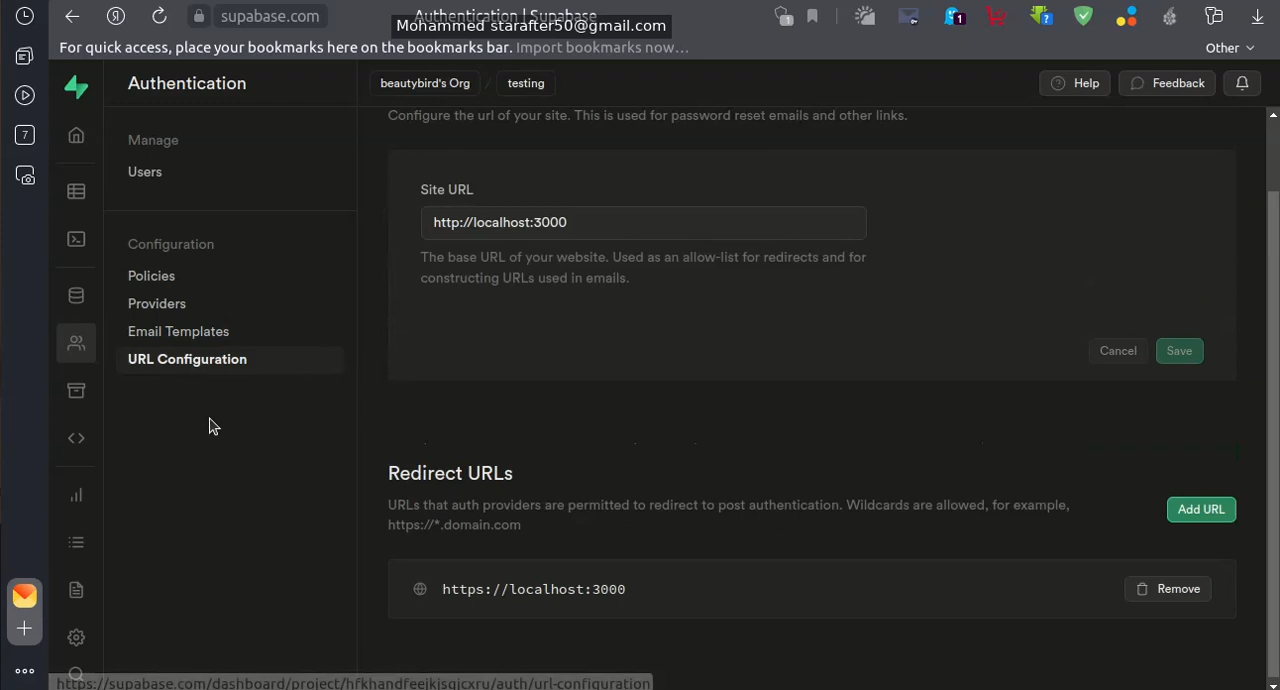 supabase.com
Authentication | Supabase
Mohammed starafter50@gmail.com
1
1
?
For quick access, place your bookmarks here on the bookmarks bar. Import bookmarks now…
Other
7
Authentication
beautybird's Org / testing
Help
Feedback
Manage
Users
Configuration
Policies
Providers
Email Templates
URL Configuration
Configure the url of your site. This is used for password reset emails and other links.
Site URL
http://localhost:3000
The base URL of your website. Used as an allow-list for redirects and for
constructing URLs used in emails.
Cancel
Save
Redirect URLs
URLs that auth providers are permitted to redirect to post authentication. Wildcards are allowed, for example,
https://*.domain.com
Add URL
https://localhost:3000
Remove
https://supabase.com/dashboard/project/hfkhandfeejkjsqjcxru/auth/url-configuration